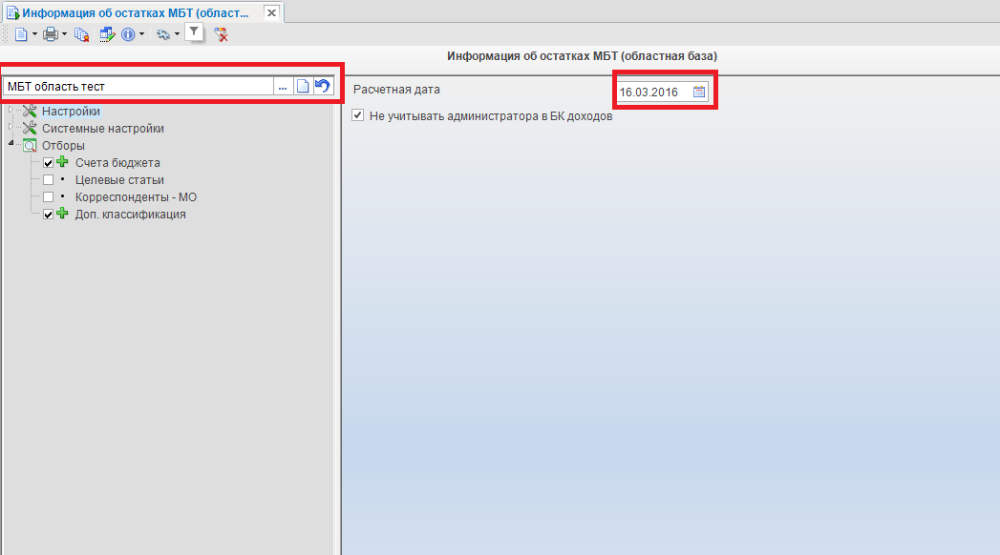 Информация об остатках МБТ (област...
Информация об остатках МБТ (областная база)
МБТ область тест
...
Настройки
Системные настройки
Отборы
Счета бюджета
Целевые статьи
Корреспонденты - МО
Доп. классификация
Расчетная дата
16.03.2016
Не учитывать администратора в БК доходов